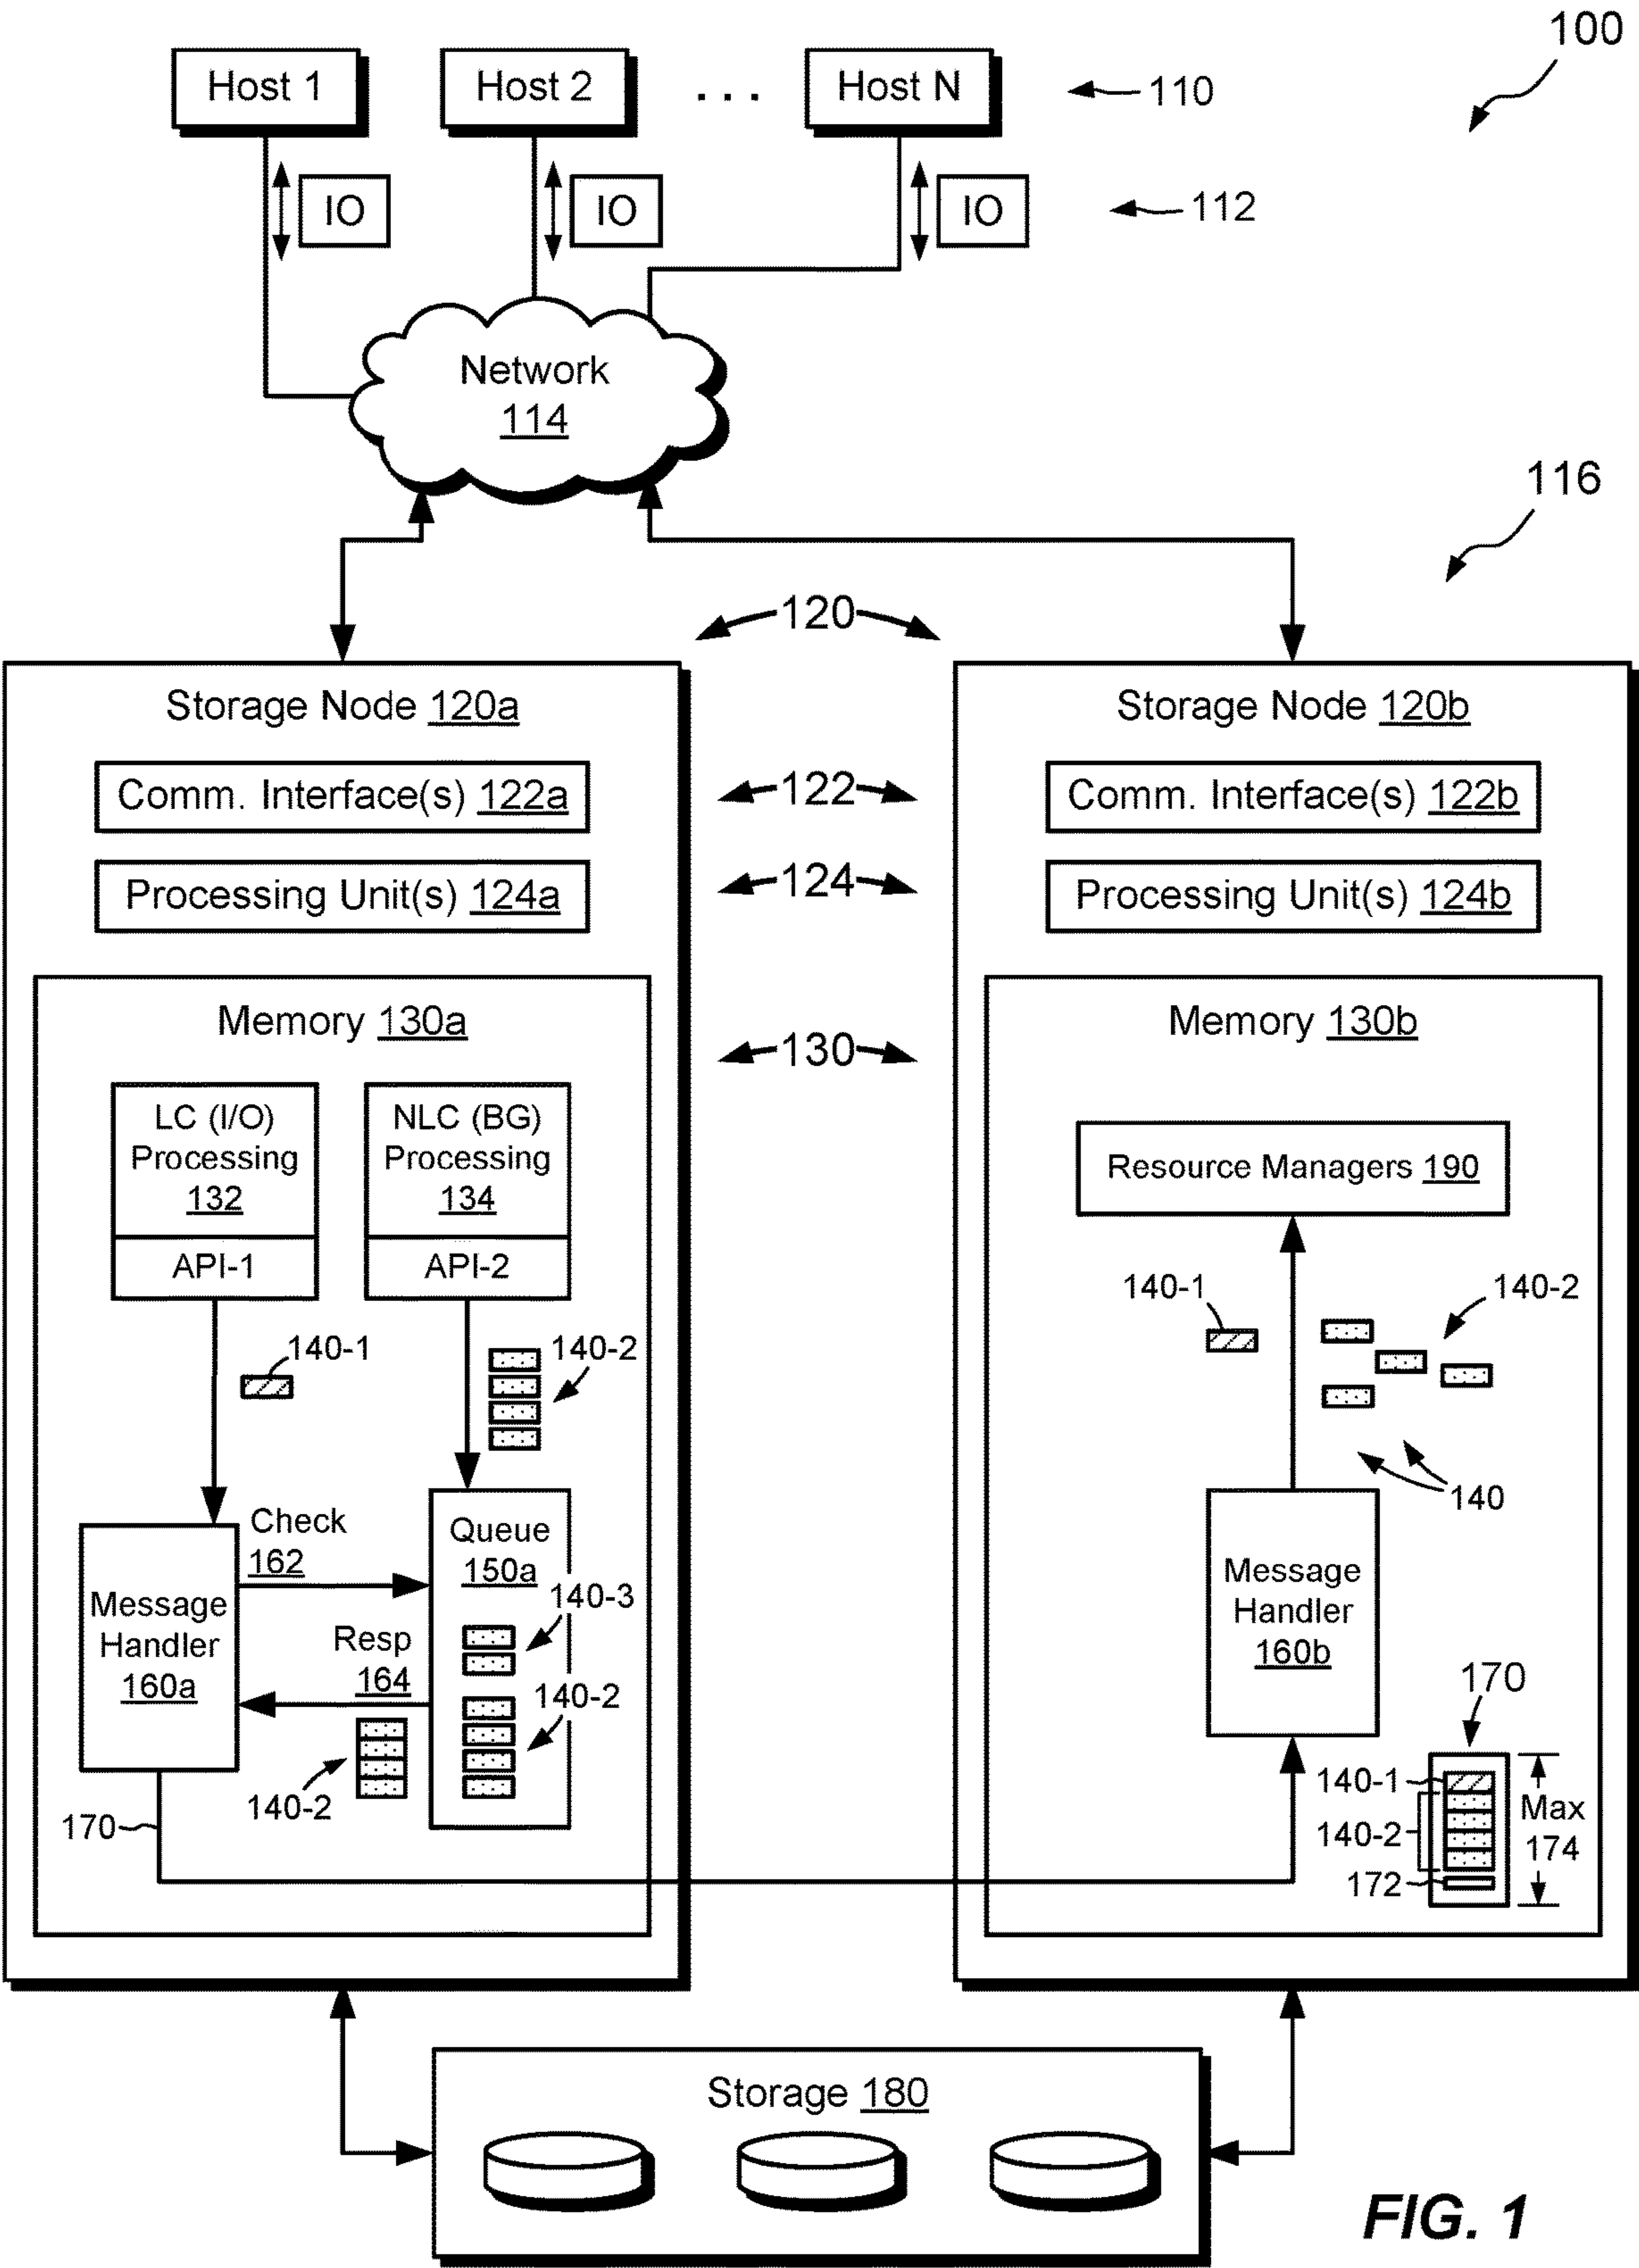 100
Host 1
Host 2
. . .
Host N
110
IO
IO
IO
112
Network
114
116
120
Storage Node 120a
Comm. Interface(s) 122a
Processing Unit(s) 124a
122
124
130
Storage Node 120b
Comm. Interface(s) 122b
Processing Unit(s) 124b
Memory 130a
LC (I/O)
Processing
132
API-1
NLC (BG)
Processing
134
API-2
140-1
140-2
Check
162
Message
Handler
160a
Resp
164
140-2
Queue
150a
140-3
140-2
170
Memory 130b
Resource Managers 190
140-1
140-2
140
Message
Handler
160b
170
140-1
140-2
172
Max
174
Storage 180
FIG. 1